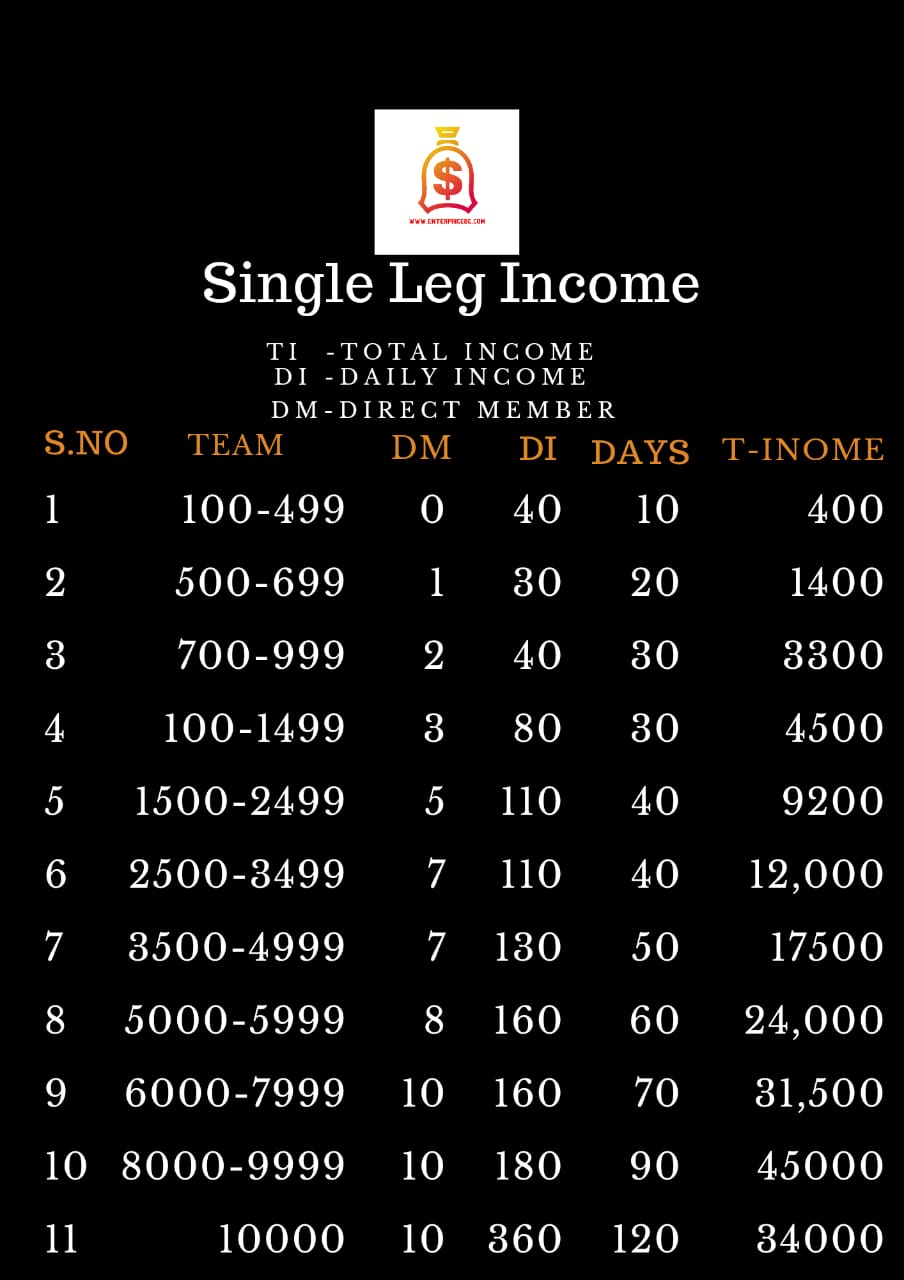 WWW.ENTERPRICEBG.COM
Single Leg Income
TI -TOTAL INCOME
DI -DAILY INCOME
DM-DIRECT MEMBER
S.NO TEAM DM DI DAYS T-INOME
1 100-499 0 40 10 400
2 500-699 1 30 20 1400
3 700-999 2 40 30 3300
4 100-1499 3 80 30 4500
5 1500-2499 5 110 40 9200
6 2500-3499 7 110 40 12,000
7 3500-4999 7 130 50 17500
8 5000-5999 8 160 60 24,000
9 6000-7999 10 160 70 31,500
10 8000-9999 10 180 90 45000
11 10000 10 360 120 34000